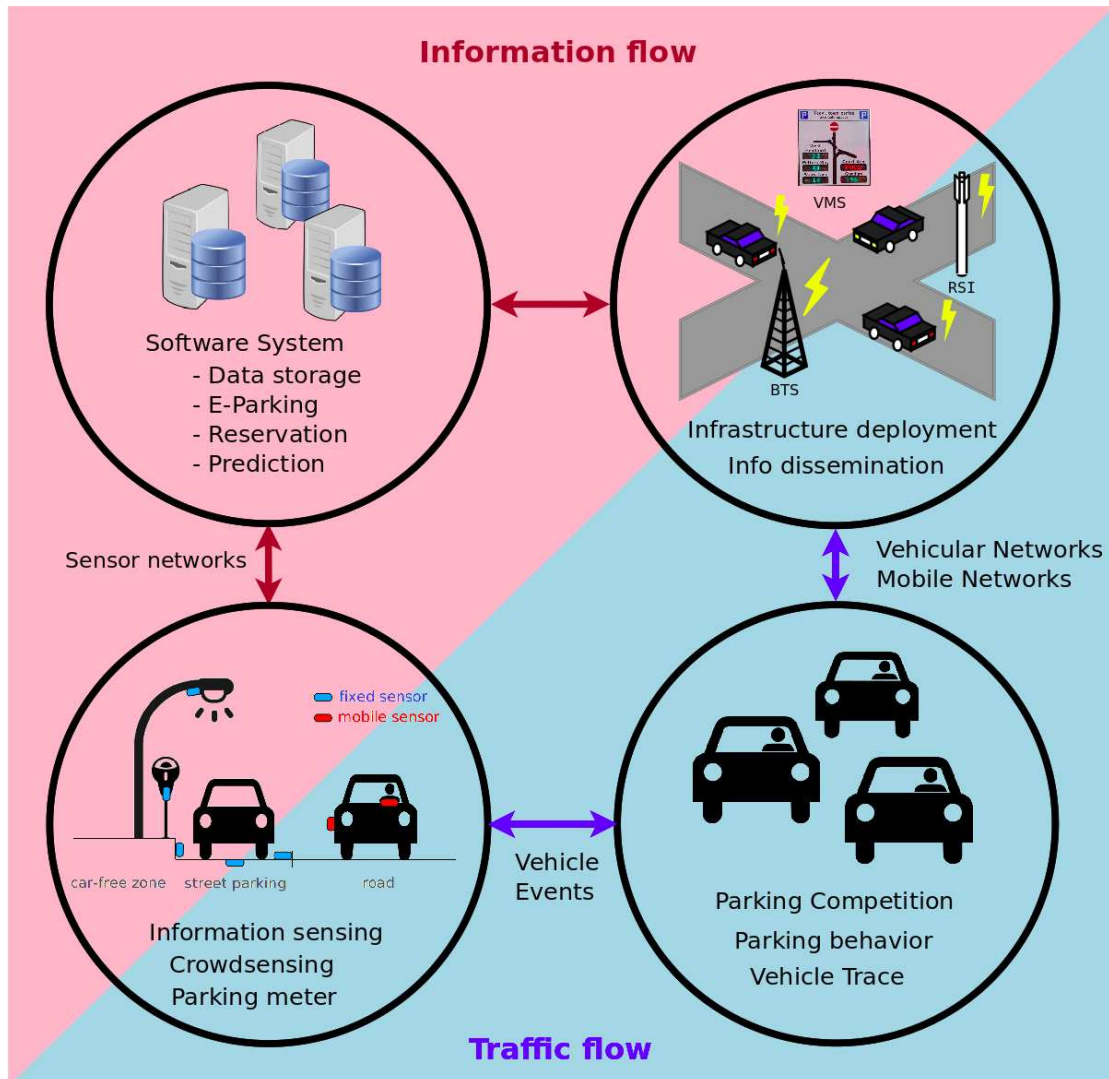 Information flow
VMS
RSI
BTS
Software System
- Data storage
- E-Parking
- Reservation
- Prediction
Infrastructure deployment
Info dissemination
Sensor networks
Vehicular Networks
Mobile Networks
fixed sensor
mobile sensor
car-free zone
street parking
road
Information sensing
Crowdsensing
Parking meter
Vehicle
Events
Parking Competition
Parking behavior
Vehicle Trace
Traffic flow